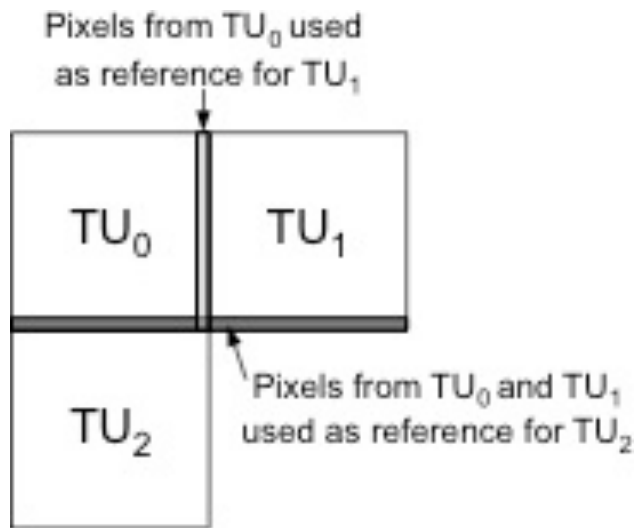 Pixels from TU₀ used
as reference for TU₁
TU₀
TU₁
Pixels from TU₀ and TU₁
used as reference for TU₂
TU₂